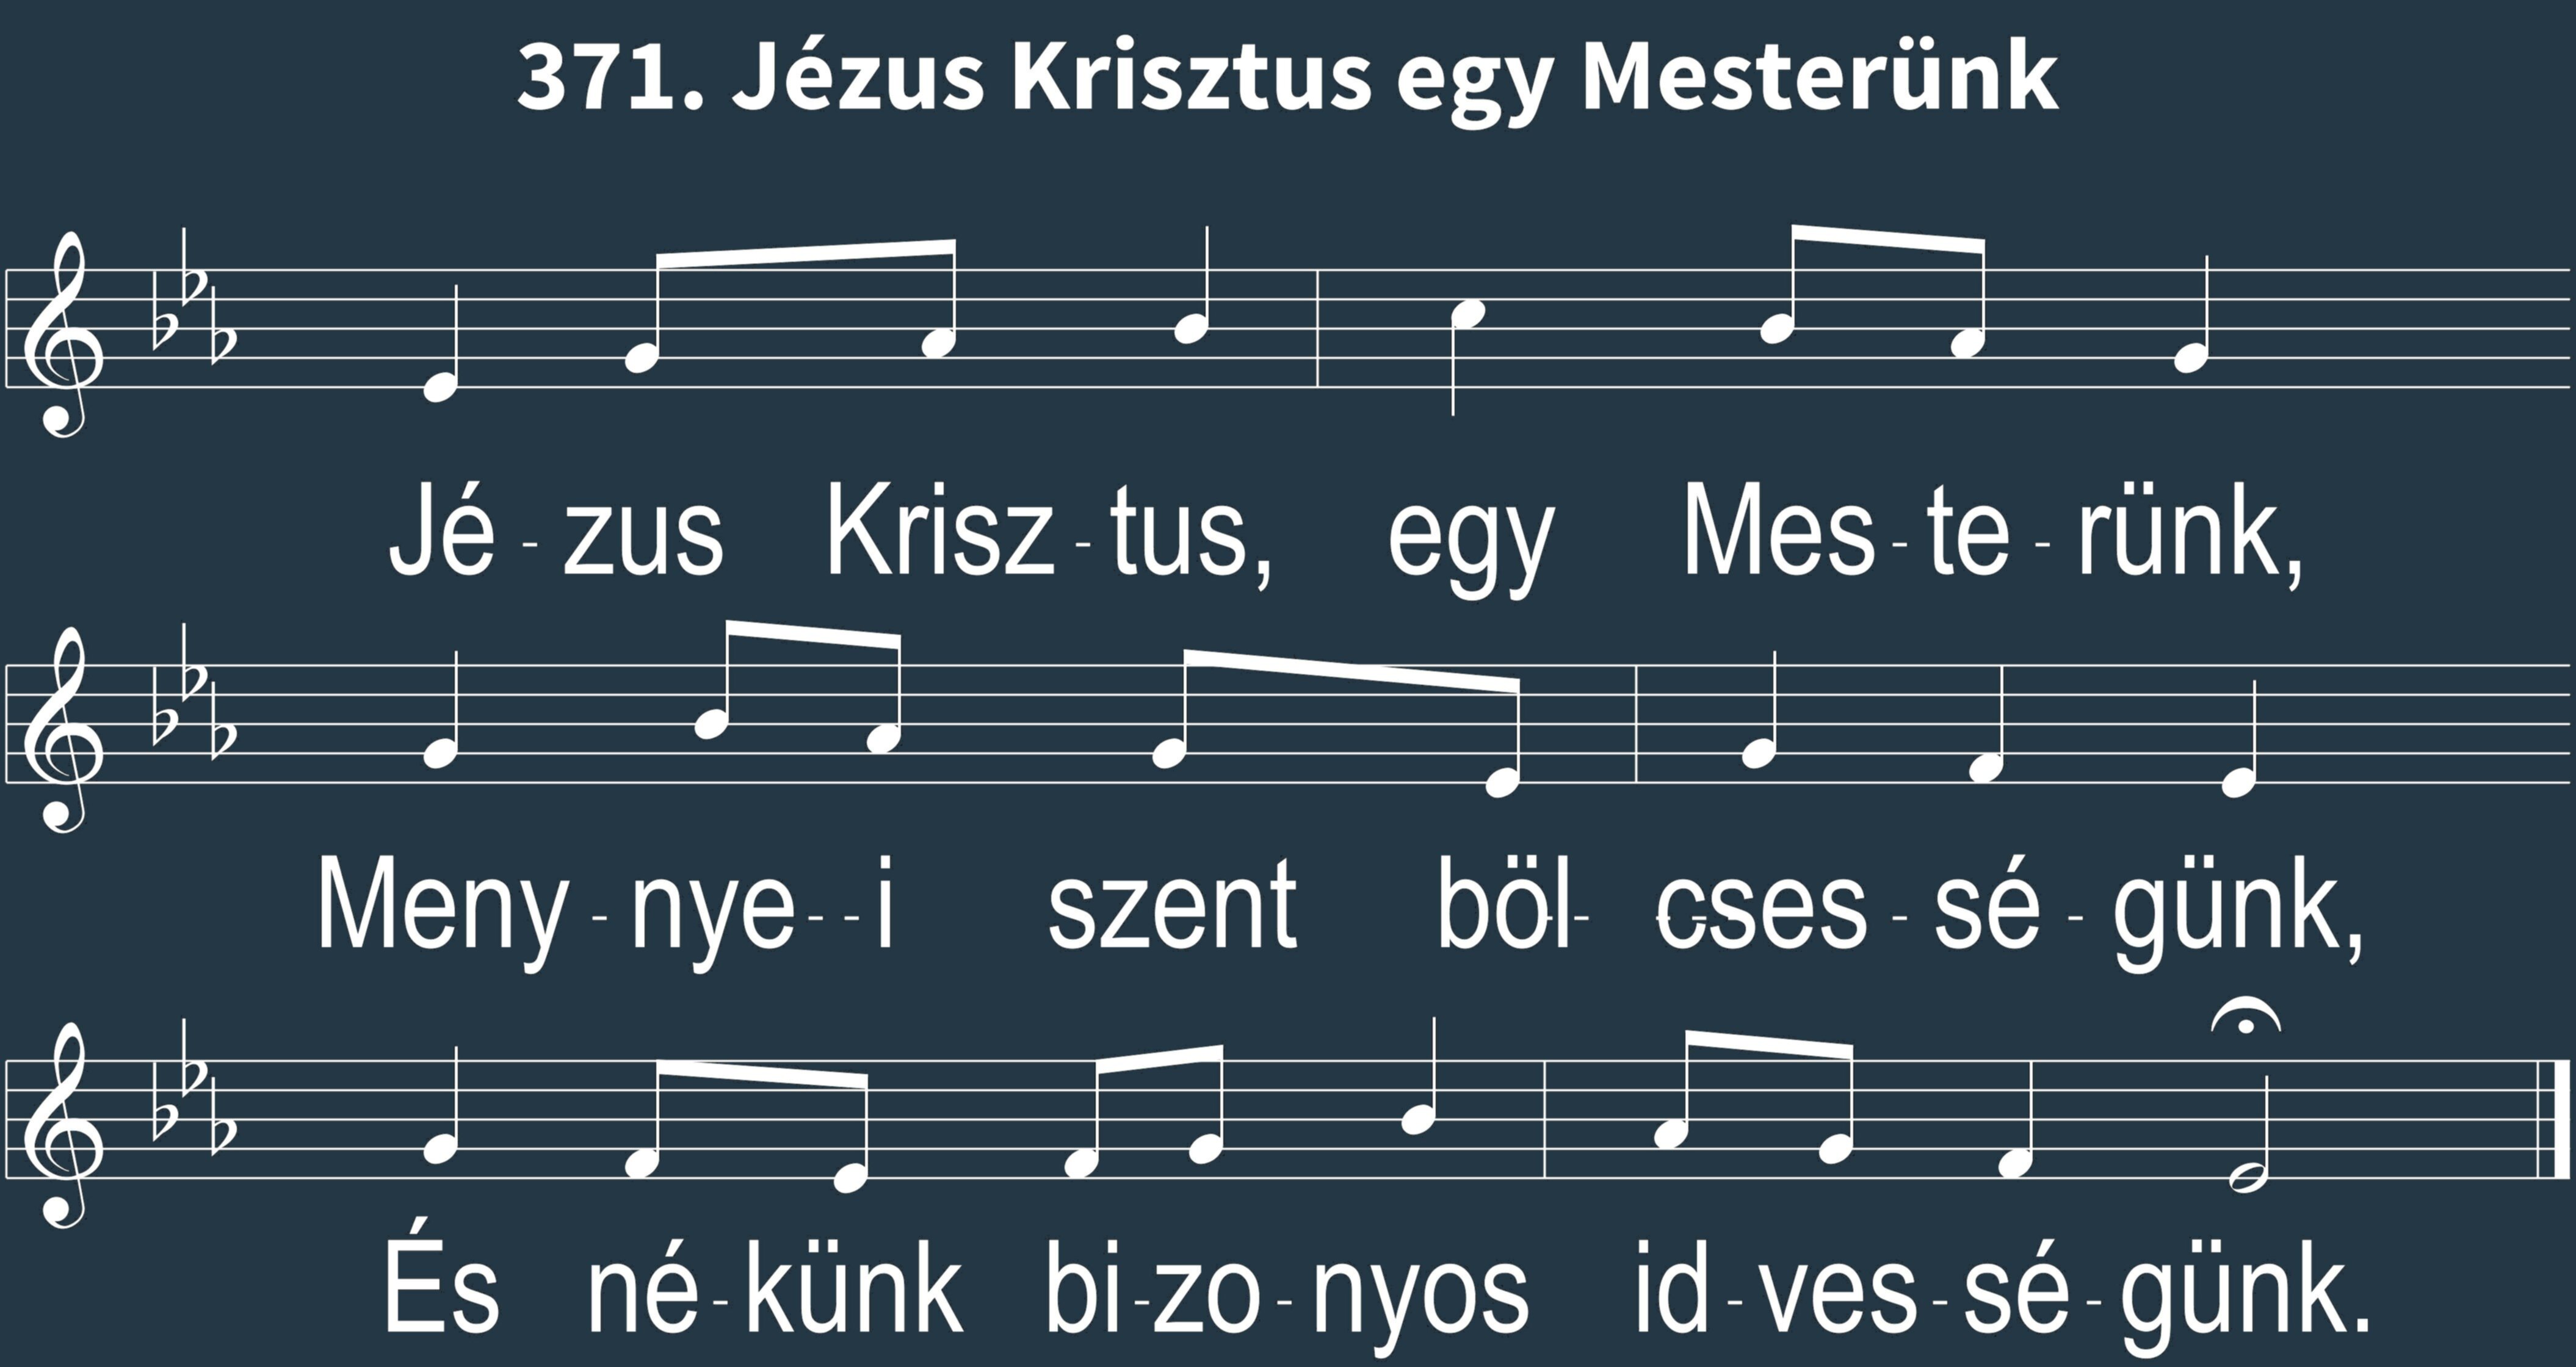 371. Jézus Krisztus egy Mesterünk
Jé - zus Krisz - tus, egy Mes - te - rünk,
Meny - nye - - i szent böl - cses - sé - günk,
És né - künk bi - zo - nyos id - ves - sé - günk.